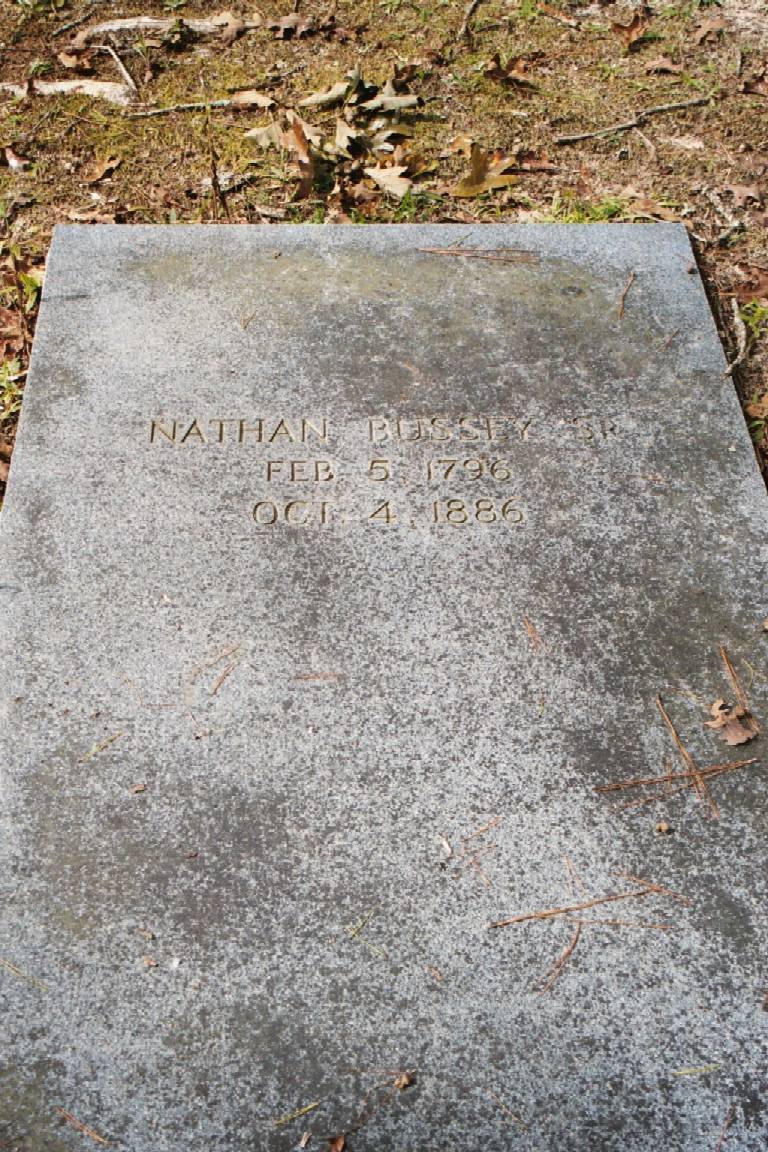 NATHAN BUSSEY SR
FEB. 5, 1796
OCT. 4, 1886